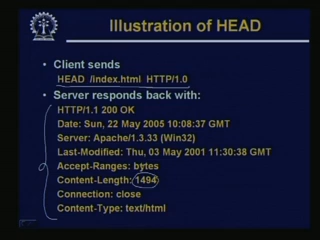 Illustration of HEAD
• Client sends
HEAD /index.html HTTP/1.0
• Server responds back with:
HTTP/1.1 200 OK
Date: Sun, 22 May 2005 10:08:37 GMT
Server: Apache/1.3.33 (Win32)
Last-Modified: Thu, 03 May 2001 11:30:38 GMT
Accept-Ranges: bytes
Content-Length: 1494
Connection: close
Content-Type: text/html